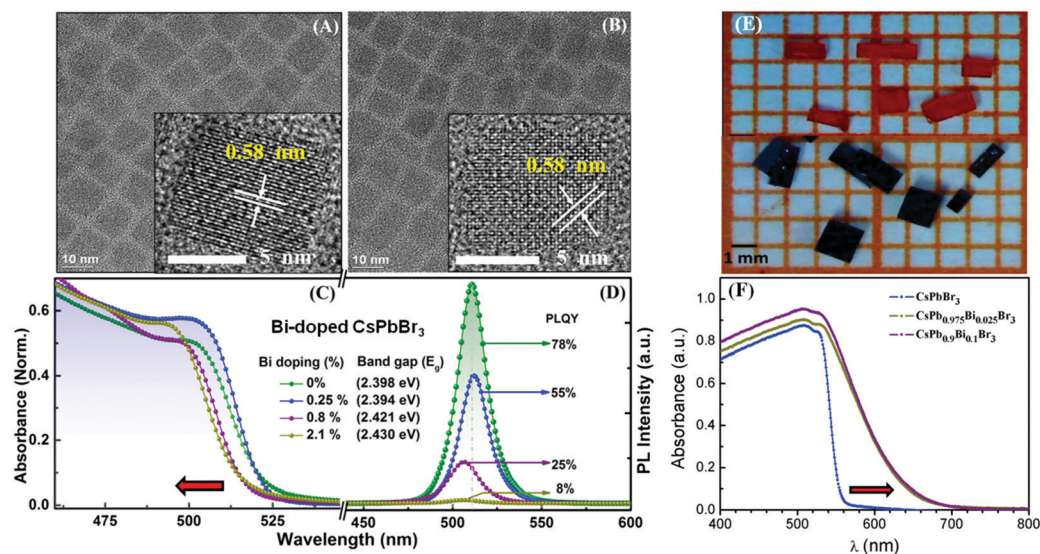 (A)
0.58 nm
5 nm
10 nm
(B)
0.58 nm
5 nm
10 nm
(E)
1 mm
(C)
Bi-doped CsPbBr3
Bi doping (%) Band gap (Eg)
0% (2.398 eV)
0.25 % (2.394 eV)
0.8 % (2.421 eV)
2.1 % (2.430 eV)
Absorbance (Norm.)
0.6
0.4
0.2
0.0
475 500 525
(D)
PLQY
78%
55%
25%
8%
PL Intensity (a.u.)
450 500 550 600
Wavelength (nm)
(F)
CsPbBr3
CsPb0.975Bi0.025Br3
CsPb0.9Bi0.1Br3
Absorbance (a.u.)
1.0
0.8
0.6
0.4
0.2
0.0
400 500 600 700 800
λ (nm)